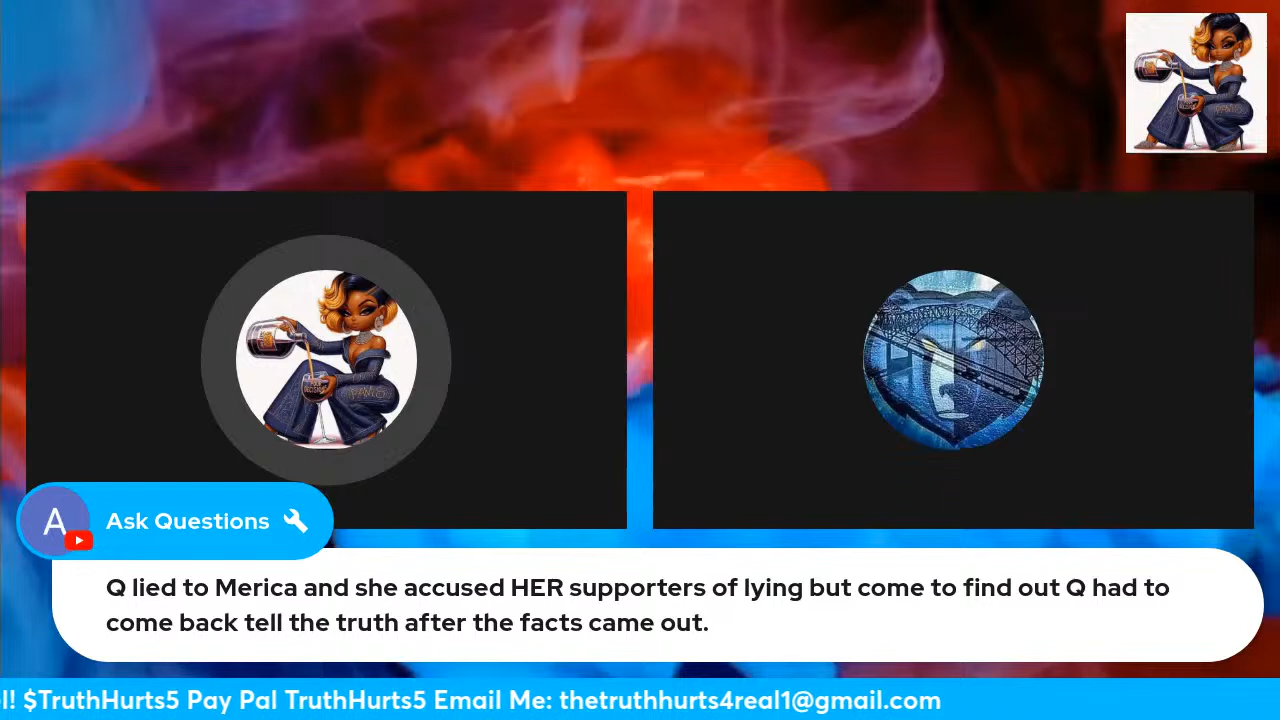 A
Ask Questions
Q lied to Merica and she accused HER supporters of lying but come to find out Q had to
come back tell the truth after the facts came out.
l! $TruthHurts5 Pay Pal TruthHurts5 Email Me: thetruthhurts4real1@gmail.com